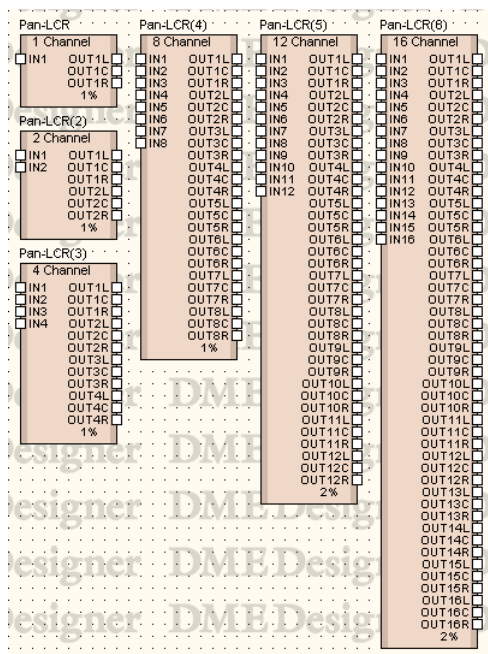 Pan-LCR
1 Channel
IN1 OUT1L
OUT1C
OUT1R
1%
Pan-LCR(2)
2 Channel
IN1 OUT1L
IN2 OUT1C
OUT1R
OUT2L
OUT2C
OUT2R
1%
Pan-LCR(3)
4 Channel
IN1 OUT1L
IN2 OUT1C
IN3 OUT1R
IN4 OUT2L
OUT2C
OUT2R
OUT3L
OUT3C
OUT3R
OUT4L
OUT4C
OUT4R
1%
Pan-LCR(4)
8 Channel
IN1 OUT1L
IN2 OUT1C
IN3 OUT1R
IN4 OUT2L
IN5 OUT2C
IN6 OUT2R
IN7 OUT3L
IN8 OUT3C
OUT3R
OUT4L
OUT4C
OUT4R
OUT5L
OUT5C
OUT5R
OUT6L
OUT6C
OUT6R
OUT7L
OUT7C
OUT7R
OUT8L
OUT8C
OUT8R
1%
Pan-LCR(5)
12 Channel
IN1 OUT1L
IN2 OUT1C
IN3 OUT1R
IN4 OUT2L
IN5 OUT2C
IN6 OUT2R
IN7 OUT3L
IN8 OUT3C
IN9 OUT3R
IN10 OUT4L
IN11 OUT4C
IN12 OUT4R
OUT5L
OUT5C
OUT5R
OUT6L
OUT6C
OUT6R
OUT7L
OUT7C
OUT7R
OUT8L
OUT8C
OUT8R
OUT9L
OUT9C
OUT9R
OUT10L
OUT10C
OUT10R
OUT11L
OUT11C
OUT11R
OUT12L
OUT12C
OUT12R
2%
Pan-LCR(6)
16 Channel
IN1 OUT1L
IN2 OUT1C
IN3 OUT1R
IN4 OUT2L
IN5 OUT2C
IN6 OUT2R
IN7 OUT3L
IN8 OUT3C
IN9 OUT3R
IN10 OUT4L
IN11 OUT4C
IN12 OUT4R
IN13 OUT5L
IN14 OUT5C
IN15 OUT5R
IN16 OUT6L
OUT6C
OUT6R
OUT7L
OUT7C
OUT7R
OUT8L
OUT8C
OUT8R
OUT9L
OUT9C
OUT9R
OUT10L
OUT10C
OUT10R
OUT11L
OUT11C
OUT11R
OUT12L
OUT12C
OUT12R
OUT13L
OUT13C
OUT13R
OUT14L
OUT14C
OUT14R
OUT15L
OUT15C
OUT15R
OUT16L
OUT16C
OUT16R
2%
esigner DME Desig
esigner DME Desig